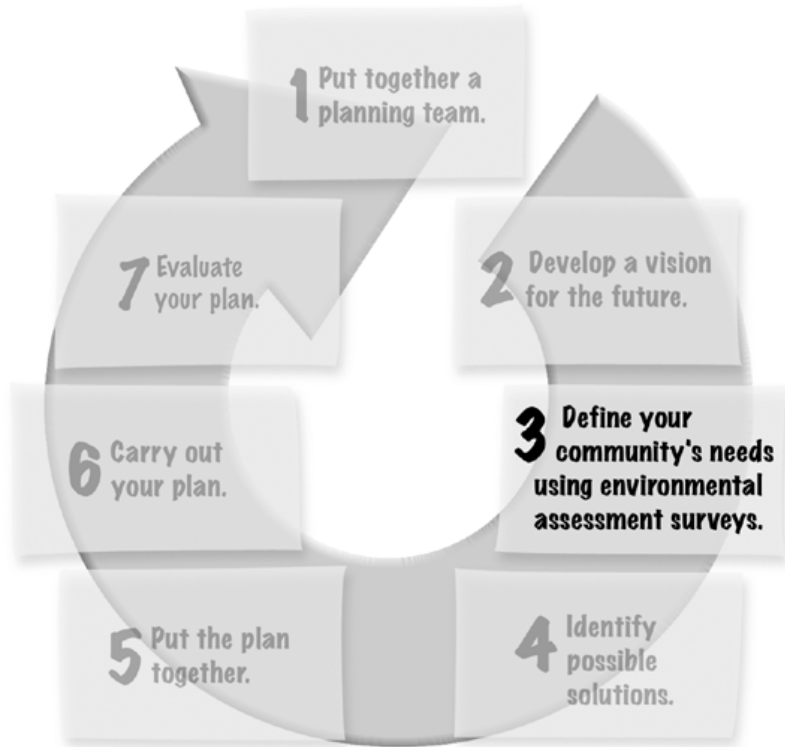 1 Put together a
planning team.
2 Develop a vision
for the future.
3 Define your
community's needs
using environmental
assessment surveys.
4 Identify
possible
solutions.
5 Put the plan
together.
6 Carry out
your plan.
7 Evaluate
your plan.